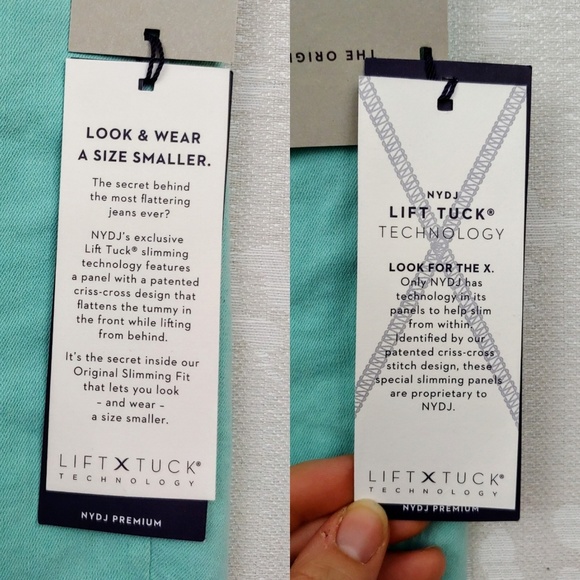 LOOK & WEAR
A SIZE SMALLER.
The secret behind
the most flattering
jeans ever?
NYDJ's exclusive
Lift Tuck® slimming
technology features
a panel with a patented
criss-cross design that
flattens the tummy in
the front while lifting
from behind.
It's the secret inside our
Original Slimming Fit
that lets you look
– and wear –
a size smaller.
LIFT X TUCK®
TECHNOLOGY
NYDJ PREMIUM
THE ORIGI
NYDJ
LIFT TUCK®
TECHNOLOGY
LOOK FOR THE X.
Only NYDJ has
technology in its
panels to help slim
from within.
Identified by our
patented criss-cross
stitch design, these
special slimming panels
are proprietary to
NYDJ.
LIFT X TUCK®
TECHNOLOGY
NYDJ PREMIUM